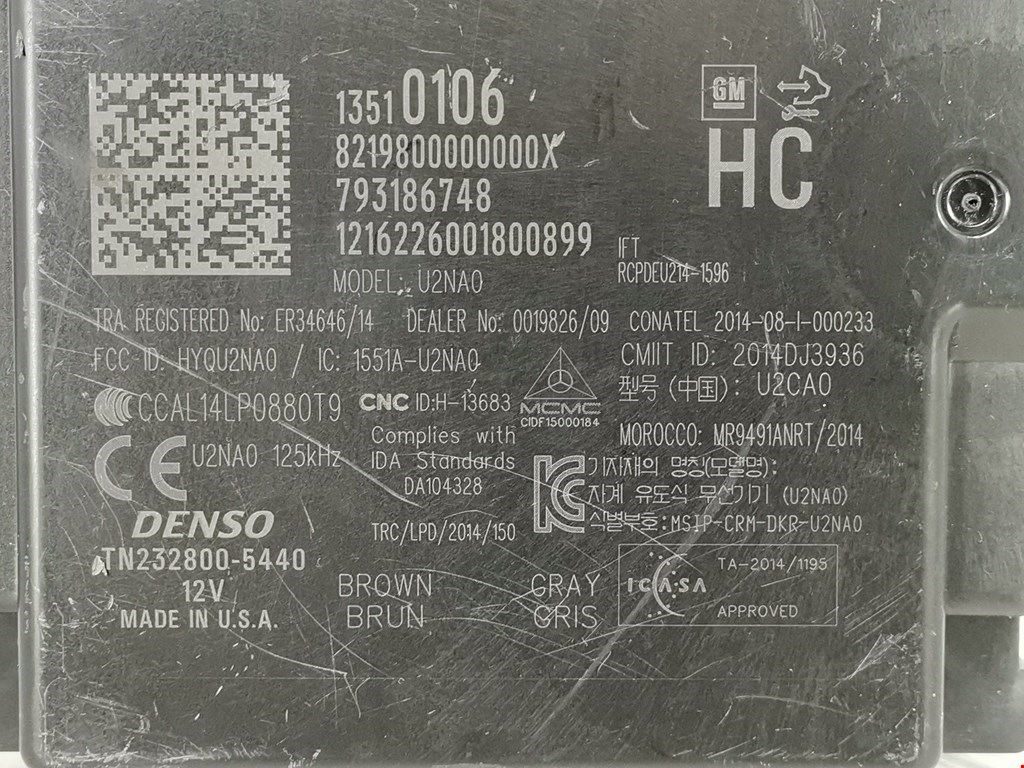 13510106
GM
8219800000000X
HC
793186748
1216226001800899
IFT
RCPDEU214-1596
MODEL: U2NA0
TRA REGISTERED No: ER34646/14 DEALER No: 0019826/09 CONATEL 2014-08-I-000233
FCC ID: HYQU2NA0 / IC: 1551A-U2NA0
CMIIT ID: 2014DJ3936
型号 (中国): U2CA0
CCAL14LP0880T9
CNC ID:H-13683
MCMC
CIDF15000184
MOROCCO: MR9491ANRT/2014
CE U2NA0 125kHz
Complies with
IDA Standards
DA104328
기자재의 명칭(모델명):
자계 유도식 무선기기 (U2NA0)
식별부호: MSIP-CRM-DKR-U2NA0
DENSO
TN232800-5440
12V
MADE IN U.S.A.
TRC/LPD/2014/150
BROWN GRAY
BRUN GRIS
ICASA
TA-2014/1195
APPROVED